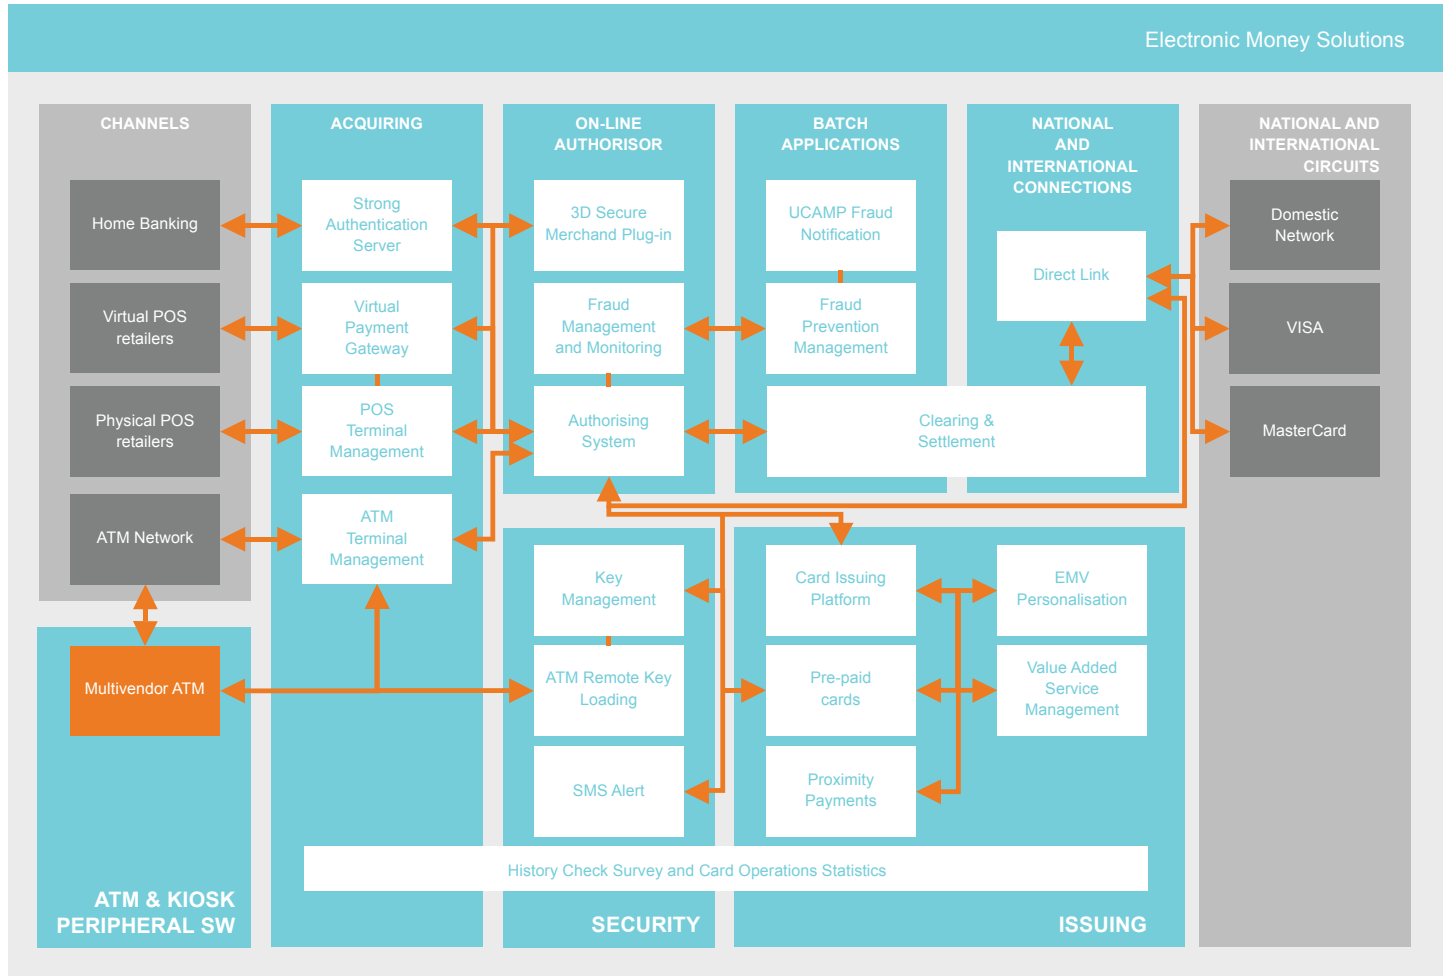 Electronic Money Solutions
CHANNELS
Home Banking
Virtual POS
retailers
Physical POS
retailers
ATM Network
Multivendor ATM
ATM & KIOSK
PERIPHERAL SW
ACQUIRING
Strong
Authentication
Server
Virtual
Payment
Gateway
POS
Terminal
Management
ATM
Terminal
Management
ON-LINE
AUTHORISOR
3D Secure
Merchand Plug-in
Fraud
Management
and Monitoring
Authorising
System
Key
Management
ATM Remote Key
Loading
SMS Alert
SECURITY
BATCH
APPLICATIONS
UCAMP Fraud
Notification
Fraud
Prevention
Management
Clearing &
Settlement
NATIONAL
AND
INTERNATIONAL
CONNECTIONS
Direct Link
Card Issuing
Platform
Pre-paid
cards
Proximity
Payments
EMV
Personalisation
Value Added
Service
Management
ISSUING
History Check Survey and Card Operations Statistics
NATIONAL AND
INTERNATIONAL
CIRCUITS
Domestic
Network
VISA
MasterCard